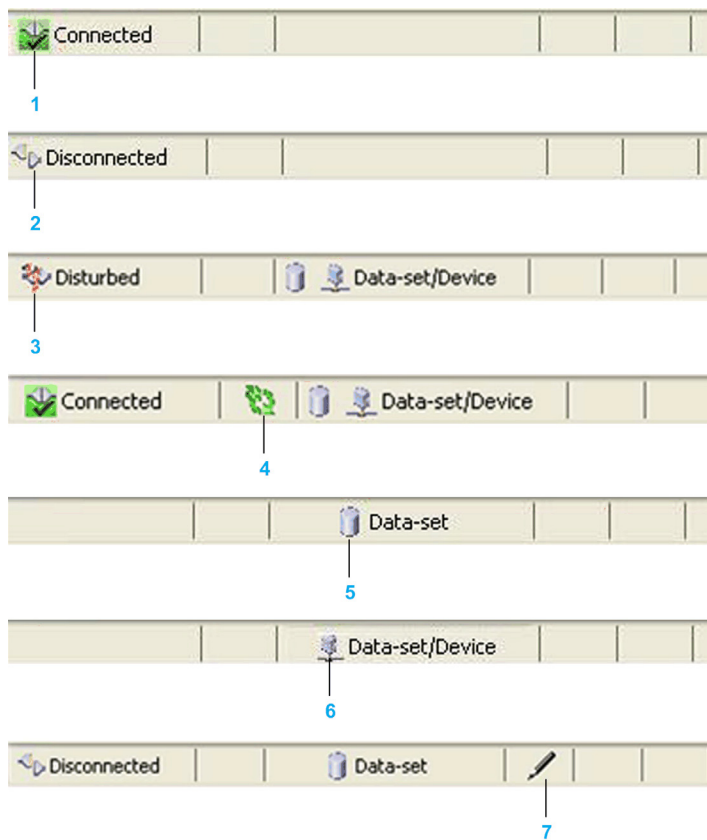 Connected
1
Disconnected
2
Disturbed Data-set/Device
3
Connected Data-set/Device
4
Data-set
5
Data-set/Device
6
Disconnected Data-set
7